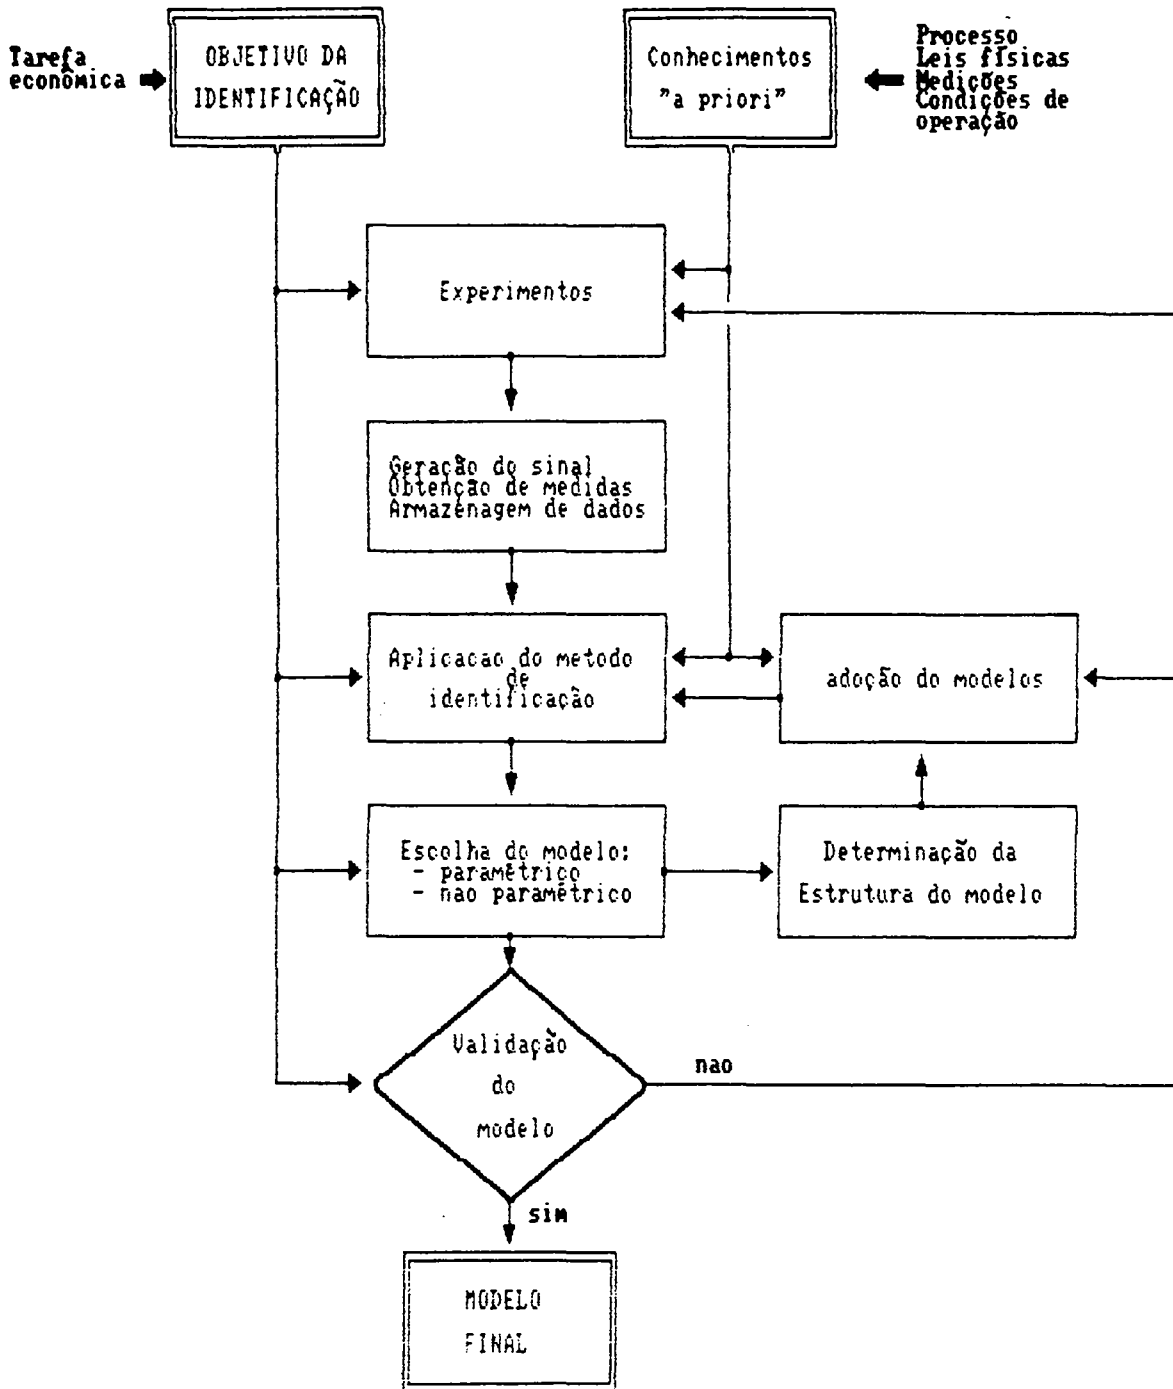 Tarefa
econômica
OBJETIVO DA
IDENTIFICAÇÃO
Conhecimentos
"a priori"
Processo
Leis físicas
Medições
Condições de
operação
Experimentos
Geração do sinal
Obtenção de medidas
Armazenagem de dados
Aplicacao do metodo
de
identificação
adoção do modelos
Escolha do modelo:
- paramétrico
- nao paramétrico
Determinação da
Estrutura do modelo
Validação
do
modelo
nao
sim
MODELO
FINAL